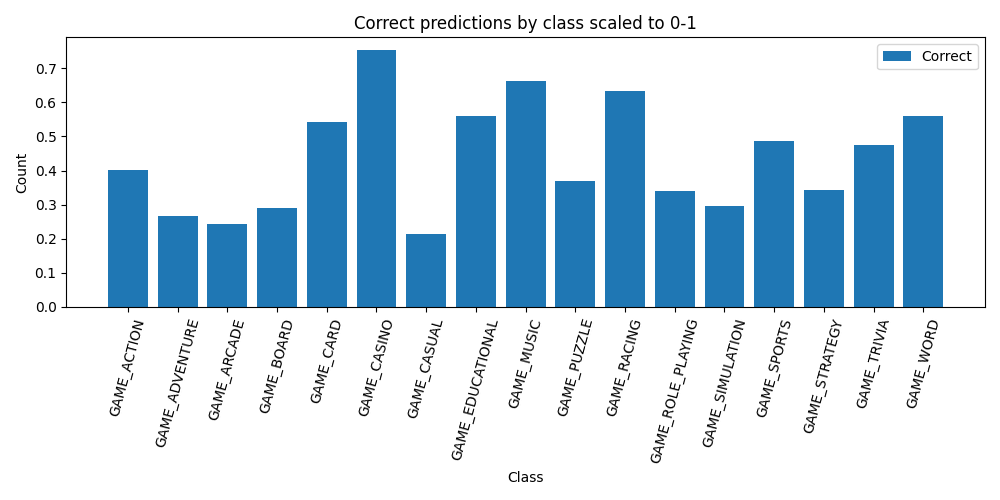 Correct predictions by class scaled to 0-1
Correct
Count
0.7
0.6
0.5
0.4
0.3
0.2
0.1
0.0
GAME_ACTION
GAME_ADVENTURE
GAME_ARCADE
GAME_BOARD
GAME_CARD
GAME_CASINO
GAME_CASUAL
GAME_EDUCATIONAL
GAME_MUSIC
GAME_PUZZLE
GAME_RACING
GAME_ROLE_PLAYING
GAME_SIMULATION
GAME_SPORTS
GAME_STRATEGY
GAME_TRIVIA
GAME_WORD
Class